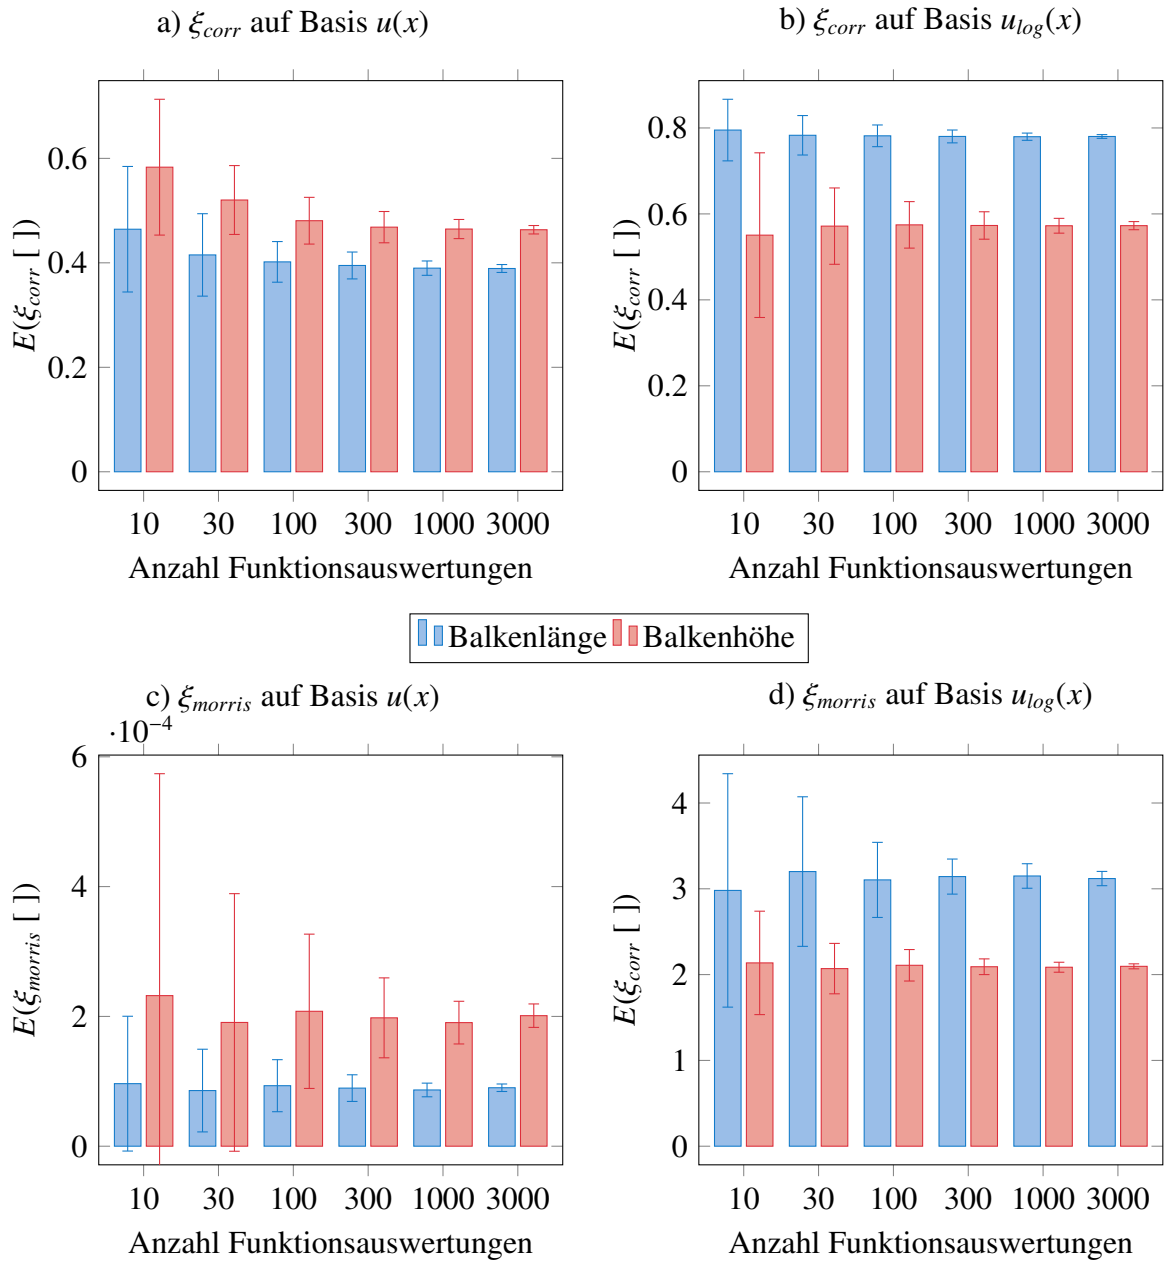 a) ξcorr auf Basis u(x)
E(ξcorr [ ])
0.6
0.4
0.2
0
10 30 100 300 1000 3000
Anzahl Funktionsauswertungen
b) ξcorr auf Basis ulog(x)
E(ξcorr [ ])
0.8
0.6
0.4
0.2
0
10 30 100 300 1000 3000
Anzahl Funktionsauswertungen
Balkenlänge Balkenhöhe
c) ξmorris auf Basis u(x)
·10−4
E(ξmorris [ ])
6
4
2
0
10 30 100 300 1000 3000
Anzahl Funktionsauswertungen
d) ξmorris auf Basis ulog(x)
E(ξcorr [ ])
4
3
2
1
0
10 30 100 300 1000 3000
Anzahl Funktionsauswertungen